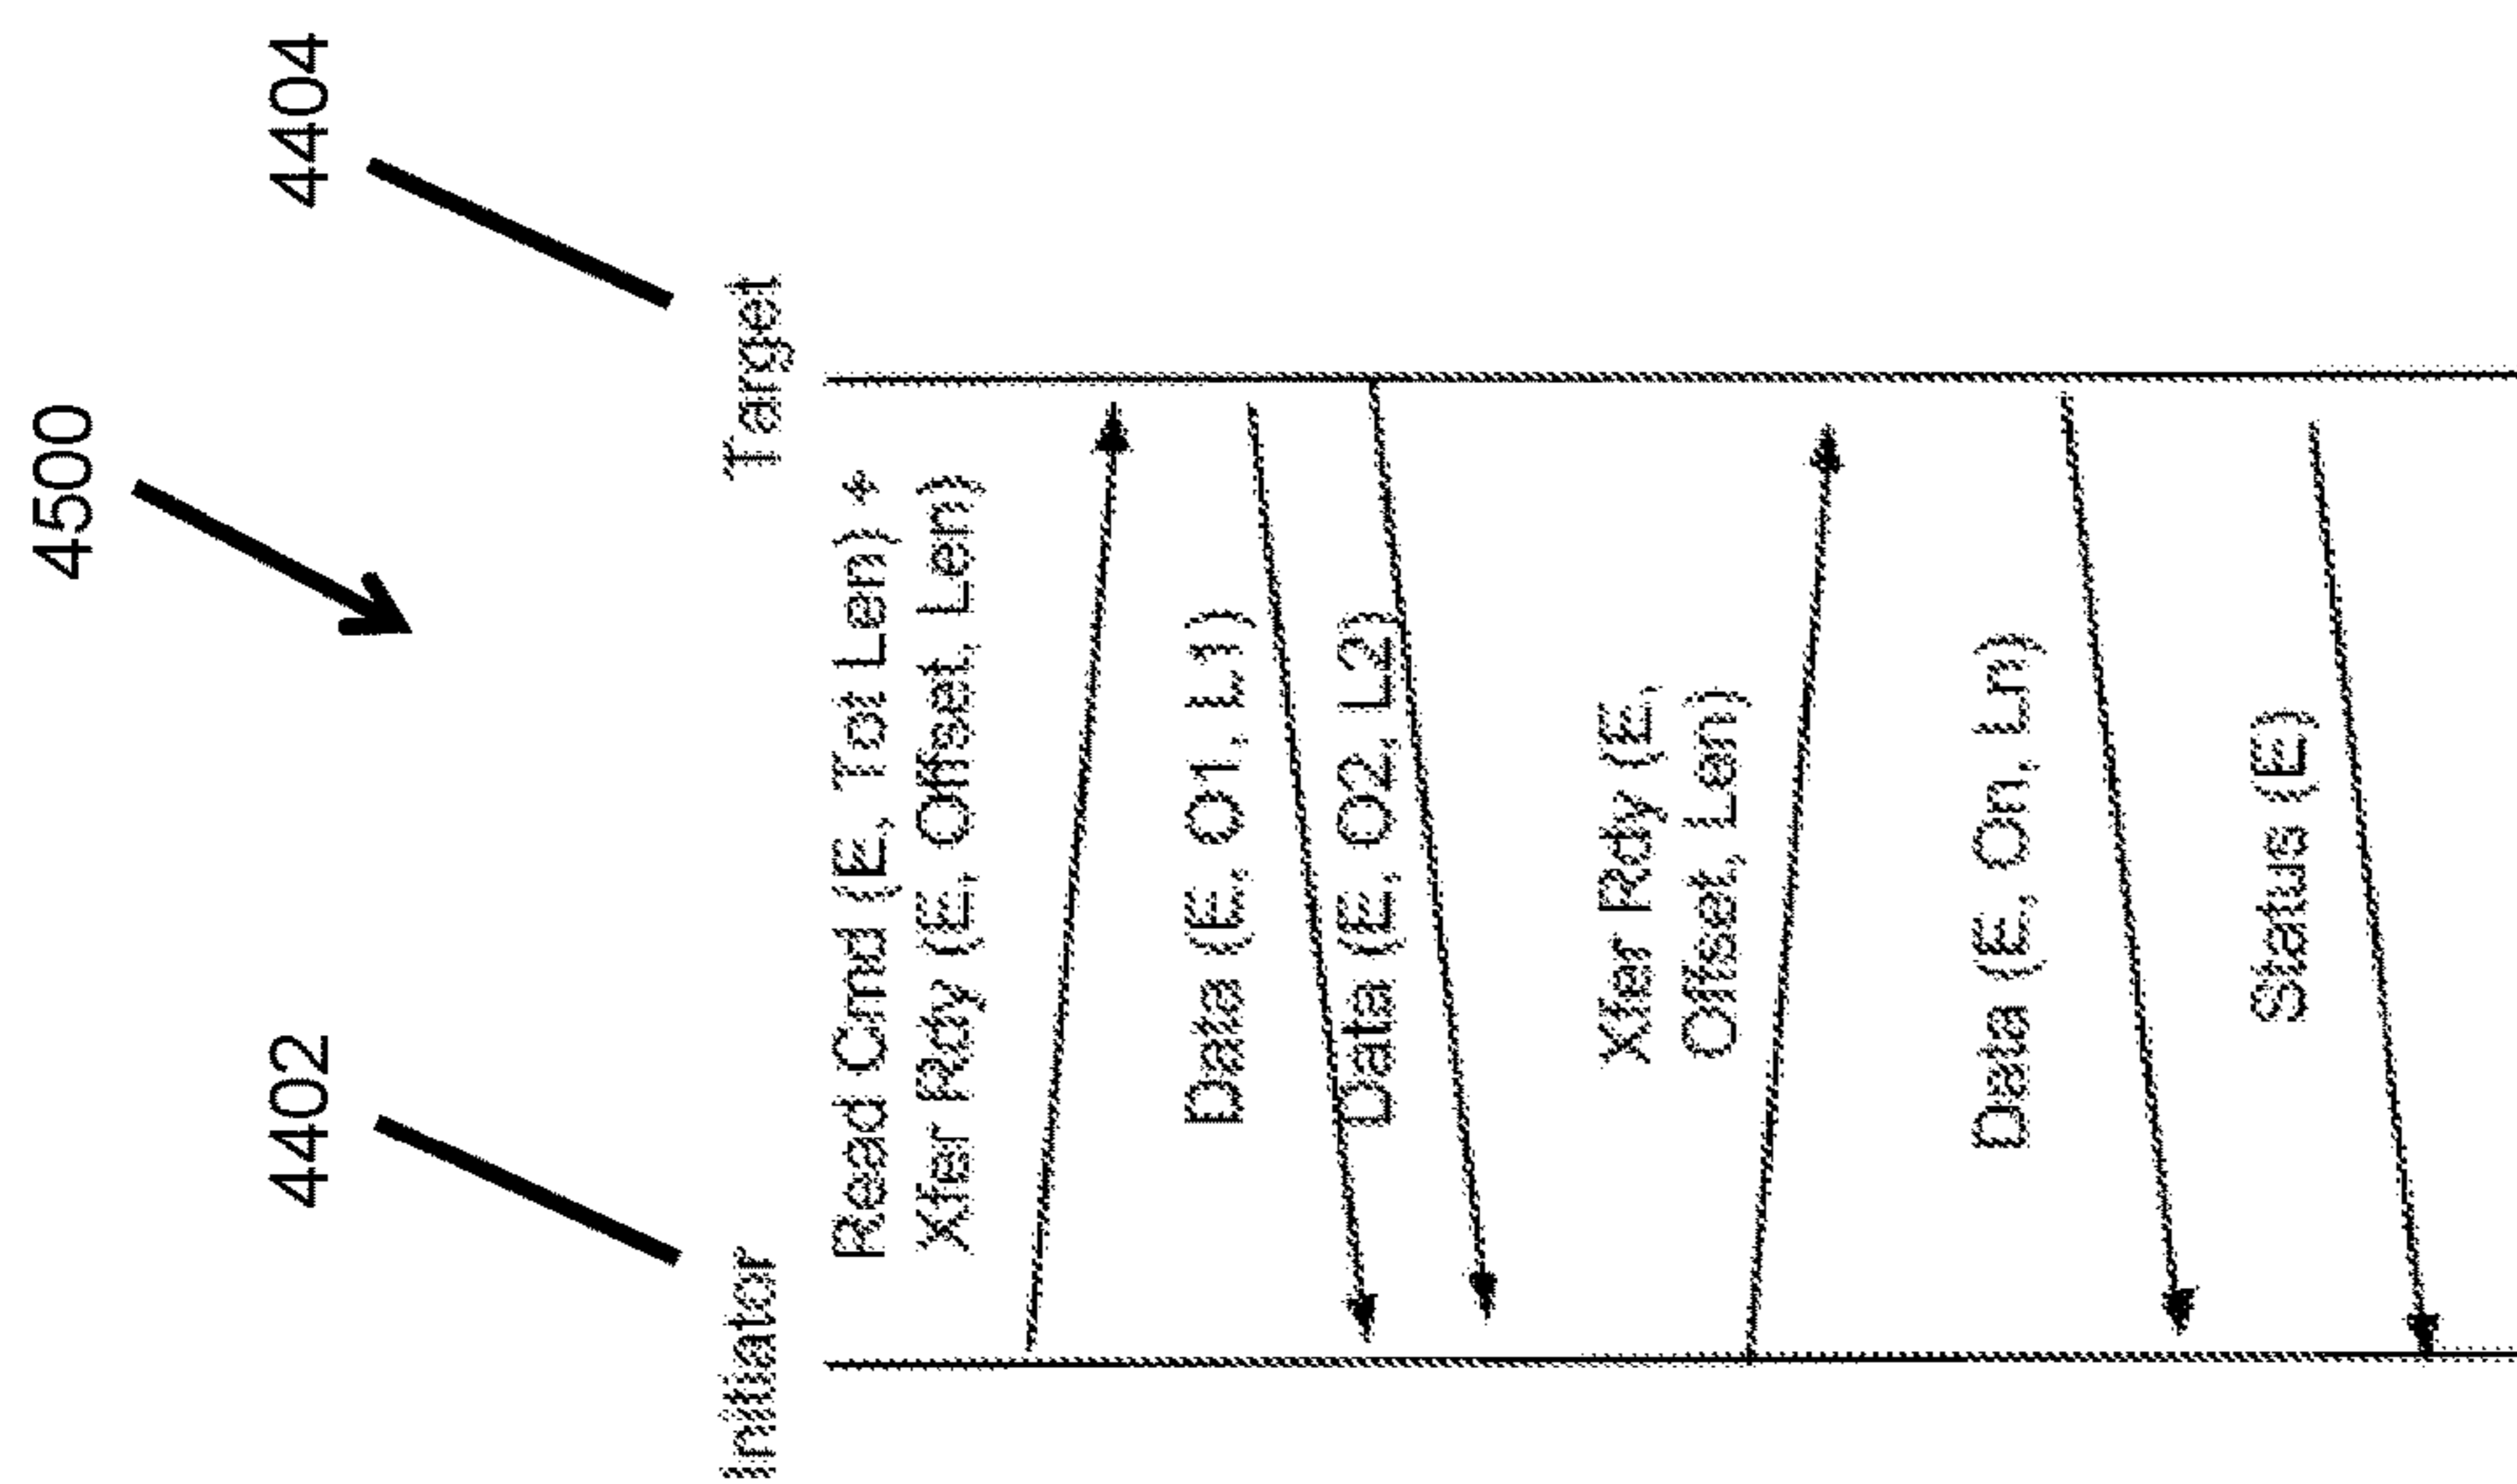 4500
4402
4404
Initiator
Target
Read Cmd (E, Tot Len) +
Xfer Rdy (E, Offset, Len)
Data (E, O1, L1)
Data (E, O2, L2)
Xfer Rdy (E,
Offset, Len)
Data (E, On, Ln)
Status (E)